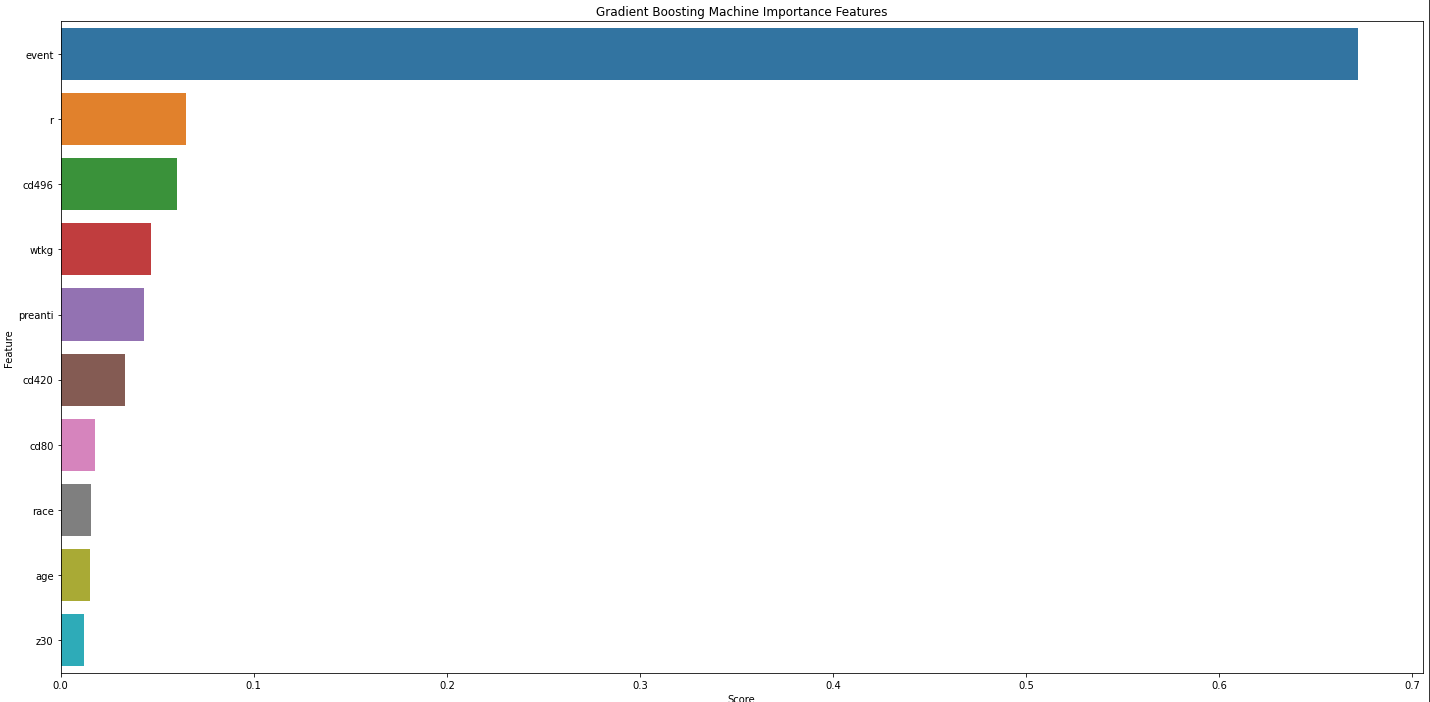 Gradient Boosting Machine Importance Features
event
r
cd496
wtkg
preanti
cd420
cd80
race
age
z30
Feature
0.0 0.1 0.2 0.3 0.4 0.5 0.6 0.7
Score